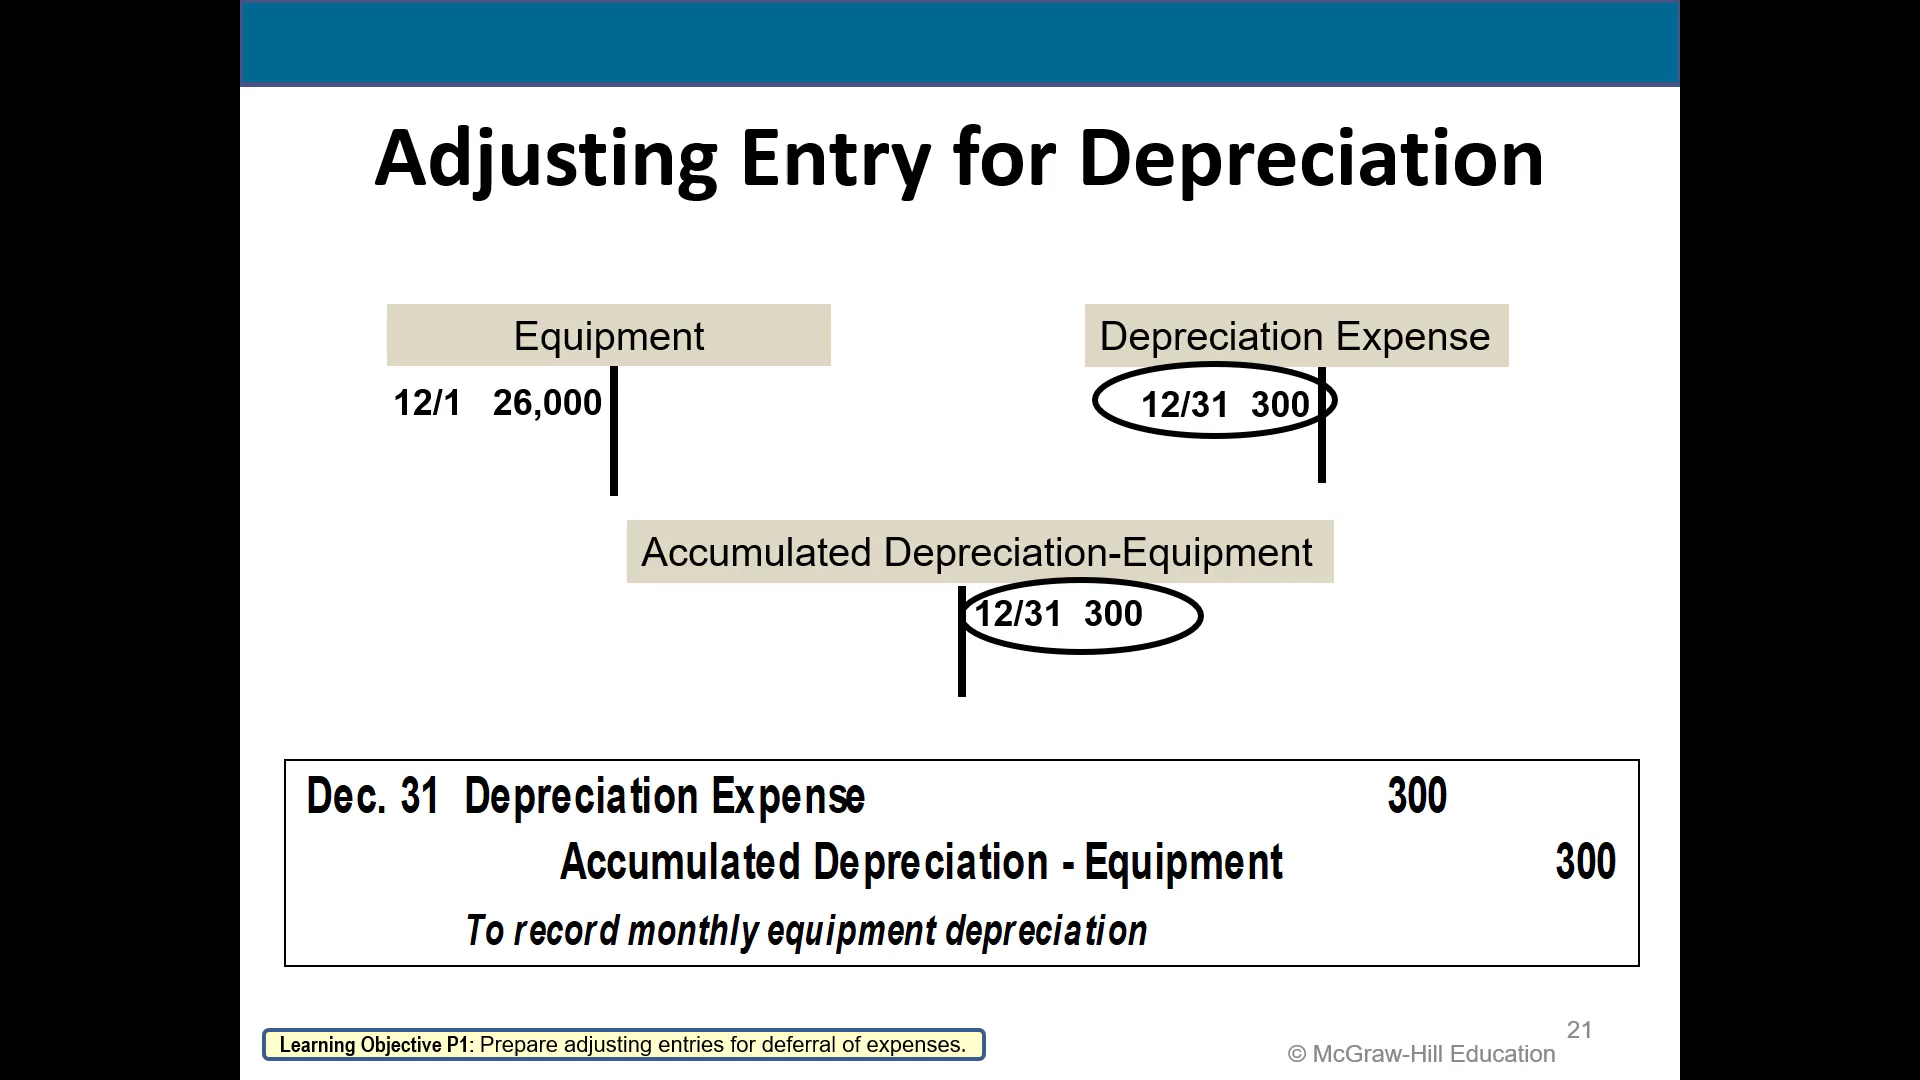 Adjusting Entry for Depreciation
Equipment
12/1 26,000
Depreciation Expense
12/31 300
Accumulated Depreciation-Equipment
12/31 300
Dec. 31 Depreciation Expense 300
Accumulated Depreciation - Equipment 300
To record monthly equipment depreciation
Learning Objective P1: Prepare adjusting entries for deferral of expenses.
21
© McGraw-Hill Education